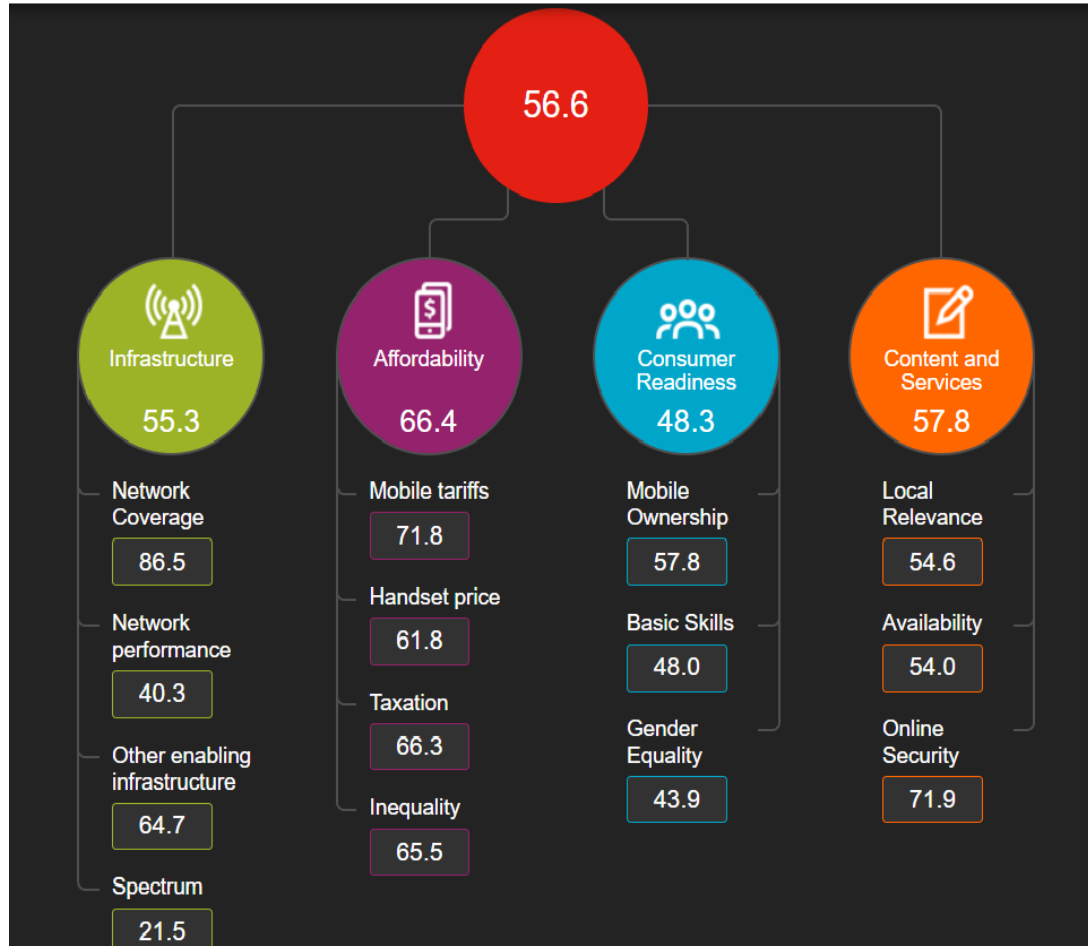 56.6
Infrastructure
55.3
Network
Coverage
86.5
Network
performance
40.3
Other enabling
infrastructure
64.7
Spectrum
21.5
$
Affordability
66.4
Mobile tariffs
71.8
Handset price
61.8
Taxation
66.3
Inequality
65.5
Consumer
Readiness
48.3
Mobile
Ownership
57.8
Basic Skills
48.0
Gender
Equality
43.9
Content and
Services
57.8
Local
Relevance
54.6
Availability
54.0
Online
Security
71.9